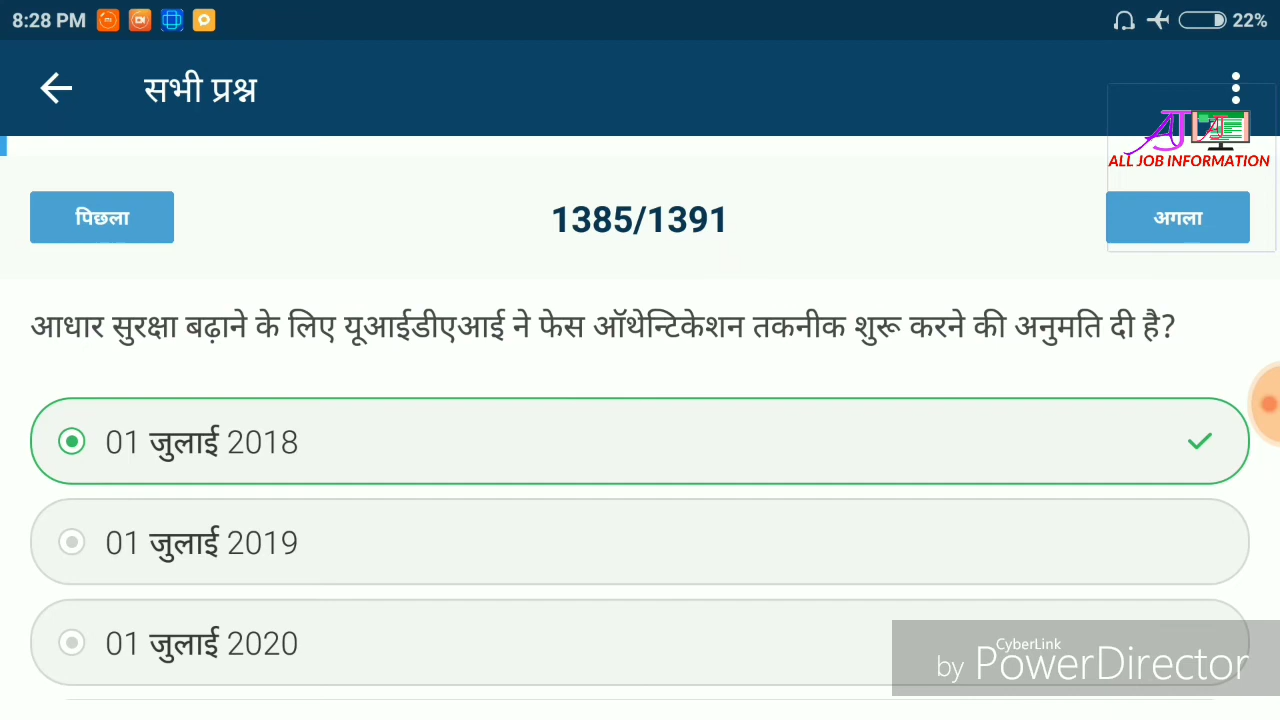 8:28 PM
22%
सभी प्रश्न
ALL JOB INFORMATION
पिछला
1385/1391
अगला
आधार सुरक्षा बढ़ाने के लिए यूआईडीएआई ने फेस ऑथेन्टिकेशन तकनीक शुरू करने की अनुमति दी है?
01 जुलाई 2018
01 जुलाई 2019
01 जुलाई 2020
CyberLink
by PowerDirector